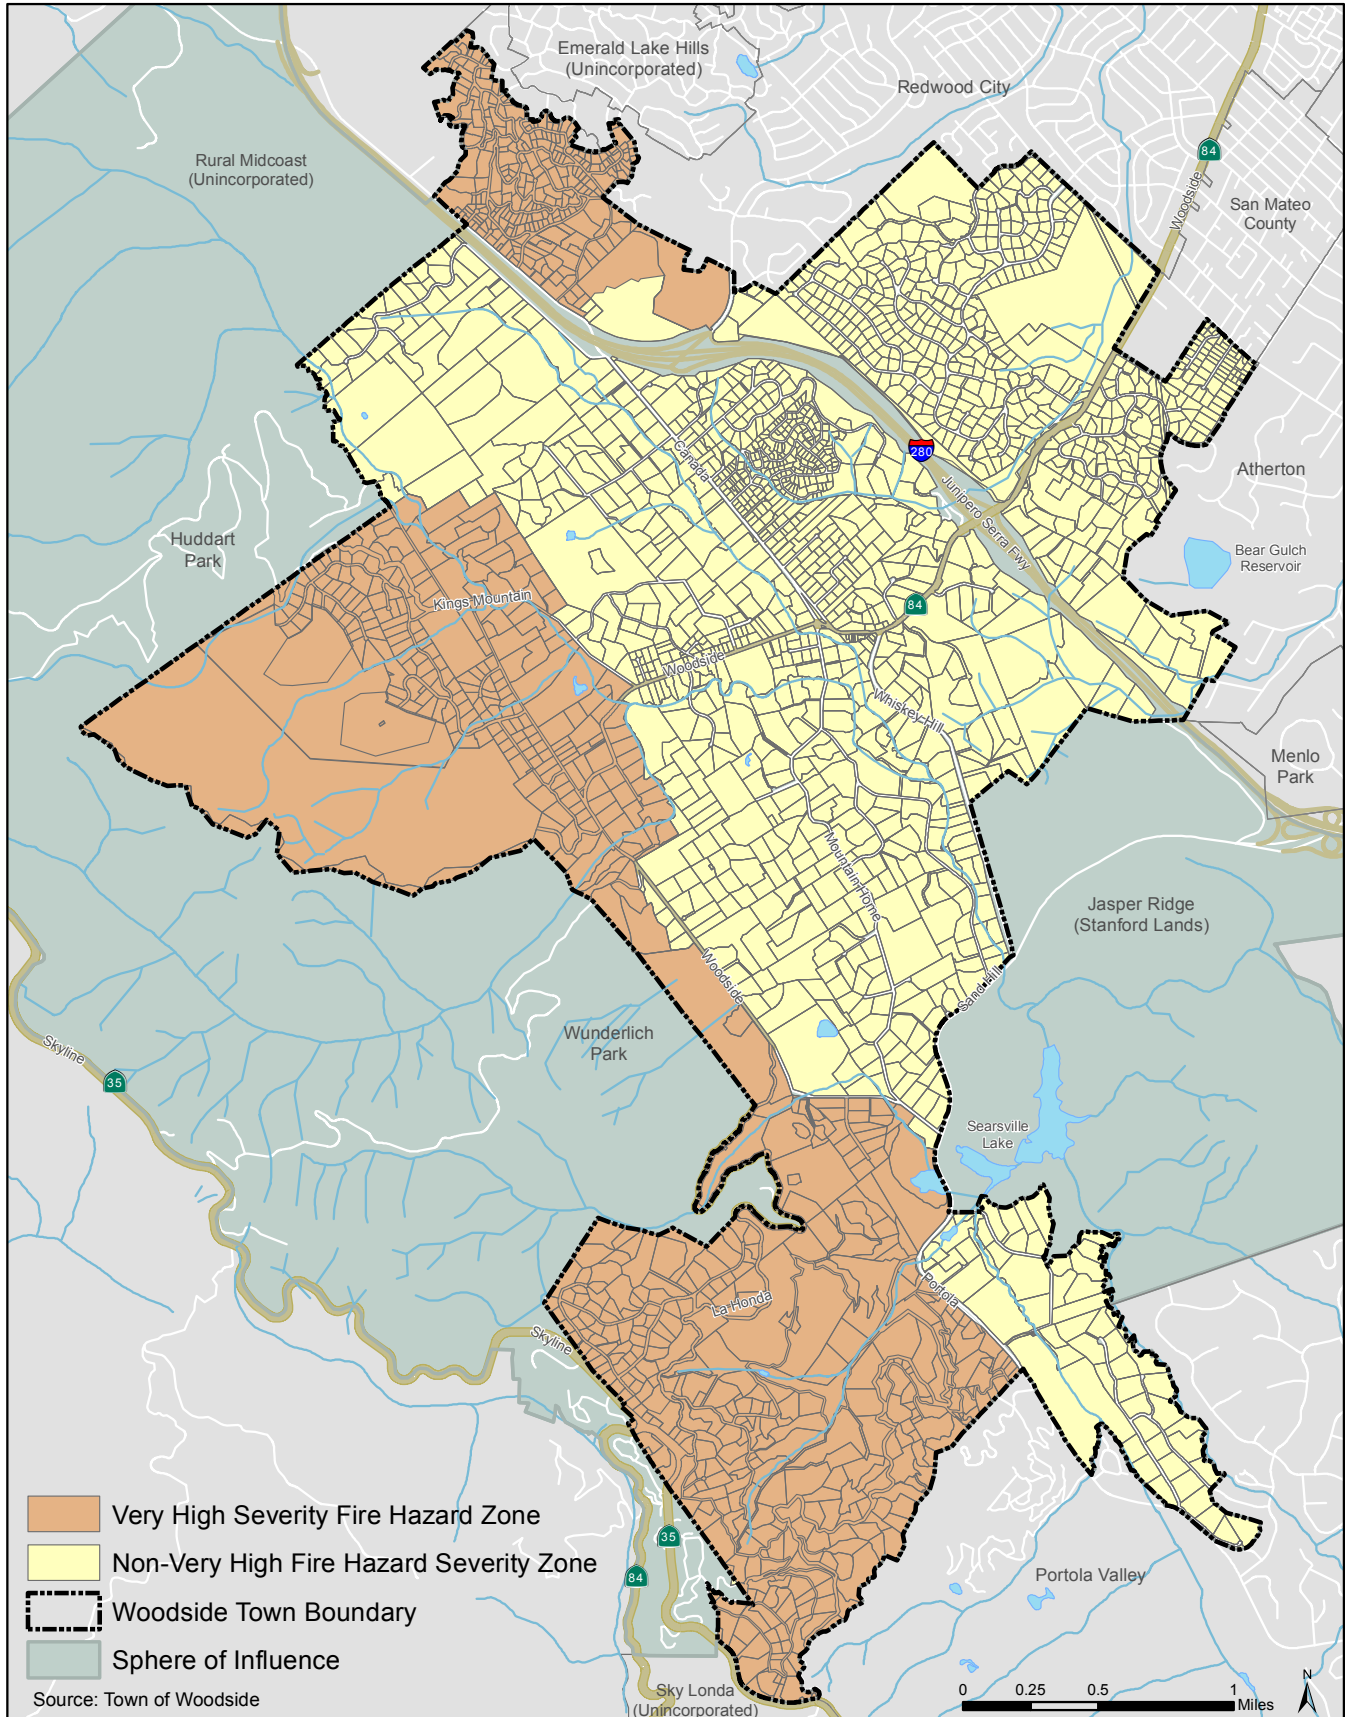 Emerald Lake Hills
(Unincorporated)
Redwood City
84
Rural Midcoast
(Unincorporated)
Woodside
San Mateo
County
Canada
280
Junipero Serra Fwy
Atherton
Huddart
Park
Bear Gulch
Reservoir
Kings Mountain
84
Woodside
Whiskey Hill
Menlo
Park
Mountain Home
Jasper Ridge
(Stanford Lands)
Woodside
Sand Hill
Wunderlich
Park
Skyline
35
Searsville
Lake
Portola
La Honda
Skyline
35
84
Portola Valley
Very High Severity Fire Hazard Zone
Non-Very High Fire Hazard Severity Zone
Woodside Town Boundary
Sphere of Influence
Source: Town of Woodside
Sky Londa
(Unincorporated)
0 0.25 0.5 1
Miles
N